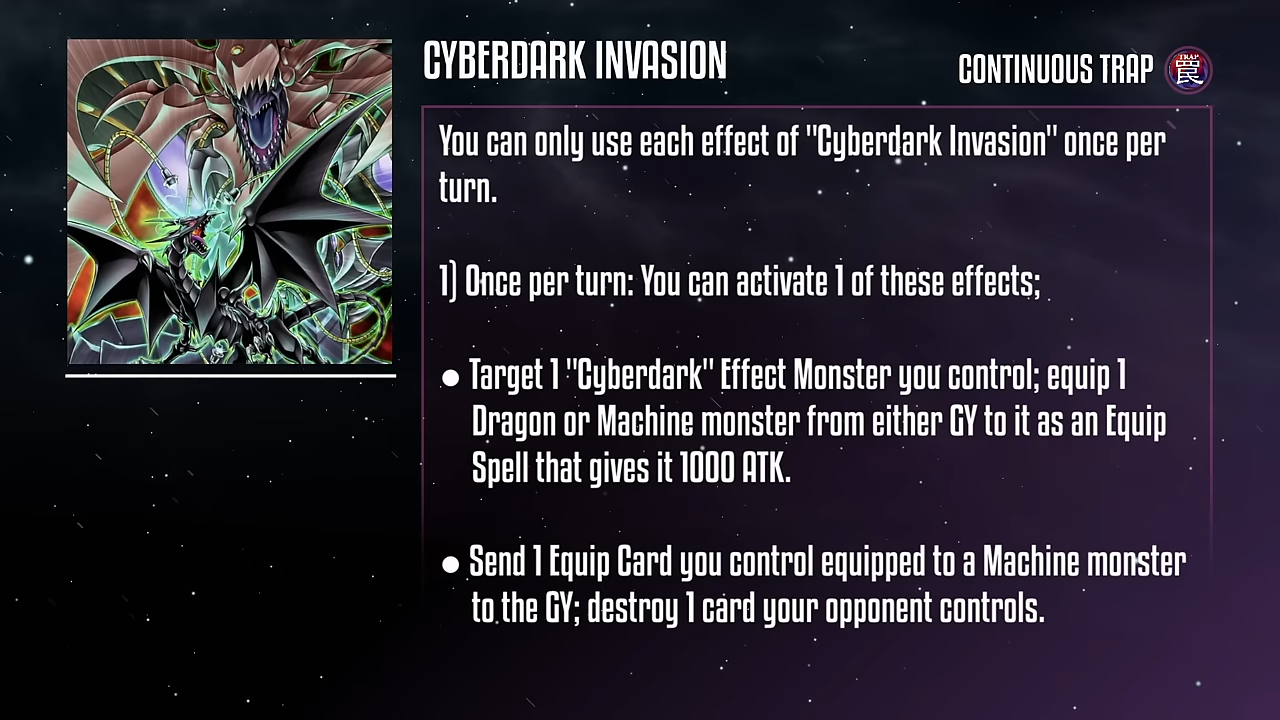 CYBERDARK INVASION
CONTINUOUS TRAP
TRAP
罠
You can only use each effect of "Cyberdark Invasion" once per
turn.
1) Once per turn: You can activate 1 of these effects;
● Target 1 "Cyberdark" Effect Monster you control; equip 1
Dragon or Machine monster from either GY to it as an Equip
Spell that gives it 1000 ATK.
● Send 1 Equip Card you control equipped to a Machine monster
to the GY; destroy 1 card your opponent controls.